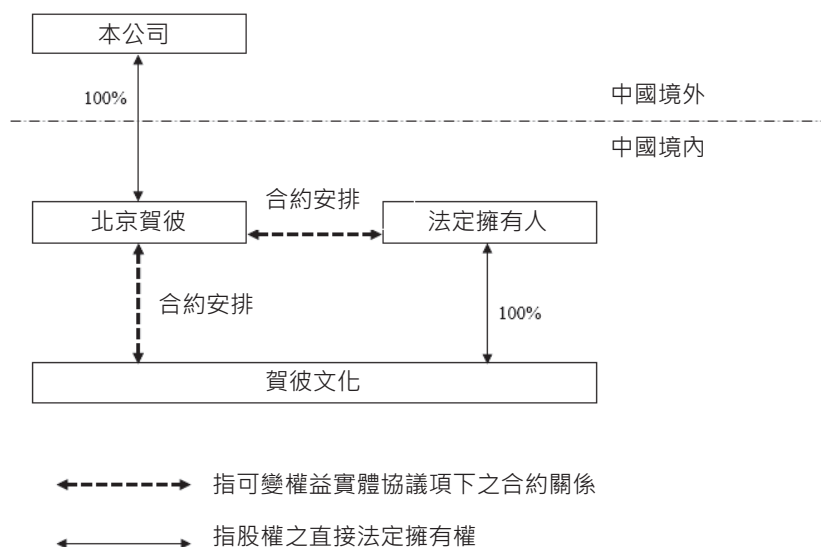 本公司
100%
中國境外
中國境內
合約安排
北京賀彼
法定擁有人
合約安排
100%
賀彼文化
指可變權益實體協議項下之合約關係
指股權之直接法定擁有權